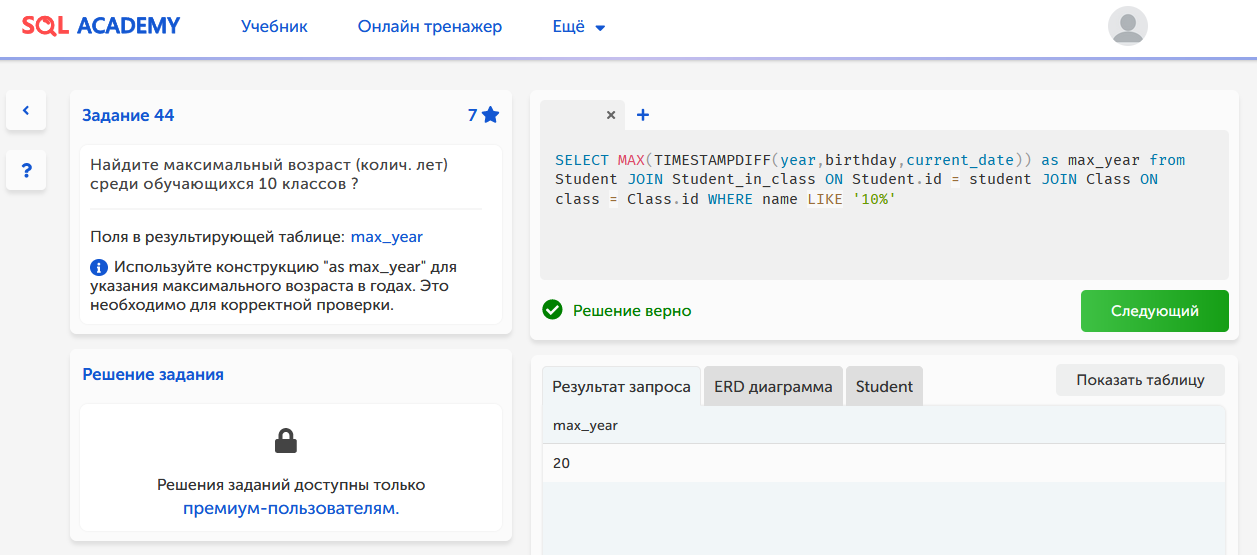 SQL ACADEMY
Учебник
Онлайн тренажер
Ещё
Задание 44
7
Найдите максимальный возраст (колич. лет)
среди обучающихся 10 классов ?
Поля в результирующей таблице: max_year
Используйте конструкцию "as max_year" для
указания максимального возраста в годах. Это
необходимо для корректной проверки.
Решение задания
Решения заданий доступны только
премиум-пользователям.
SELECT MAX(TIMESTAMPDIFF(year,birthday,current_date)) as max_year from
Student JOIN Student_in_class ON Student.id = student JOIN Class ON
class = Class.id WHERE name LIKE '10%'
Решение верно
Следующий
Результат запроса
ERD диаграмма
Student
Показать таблицу
max_year
20